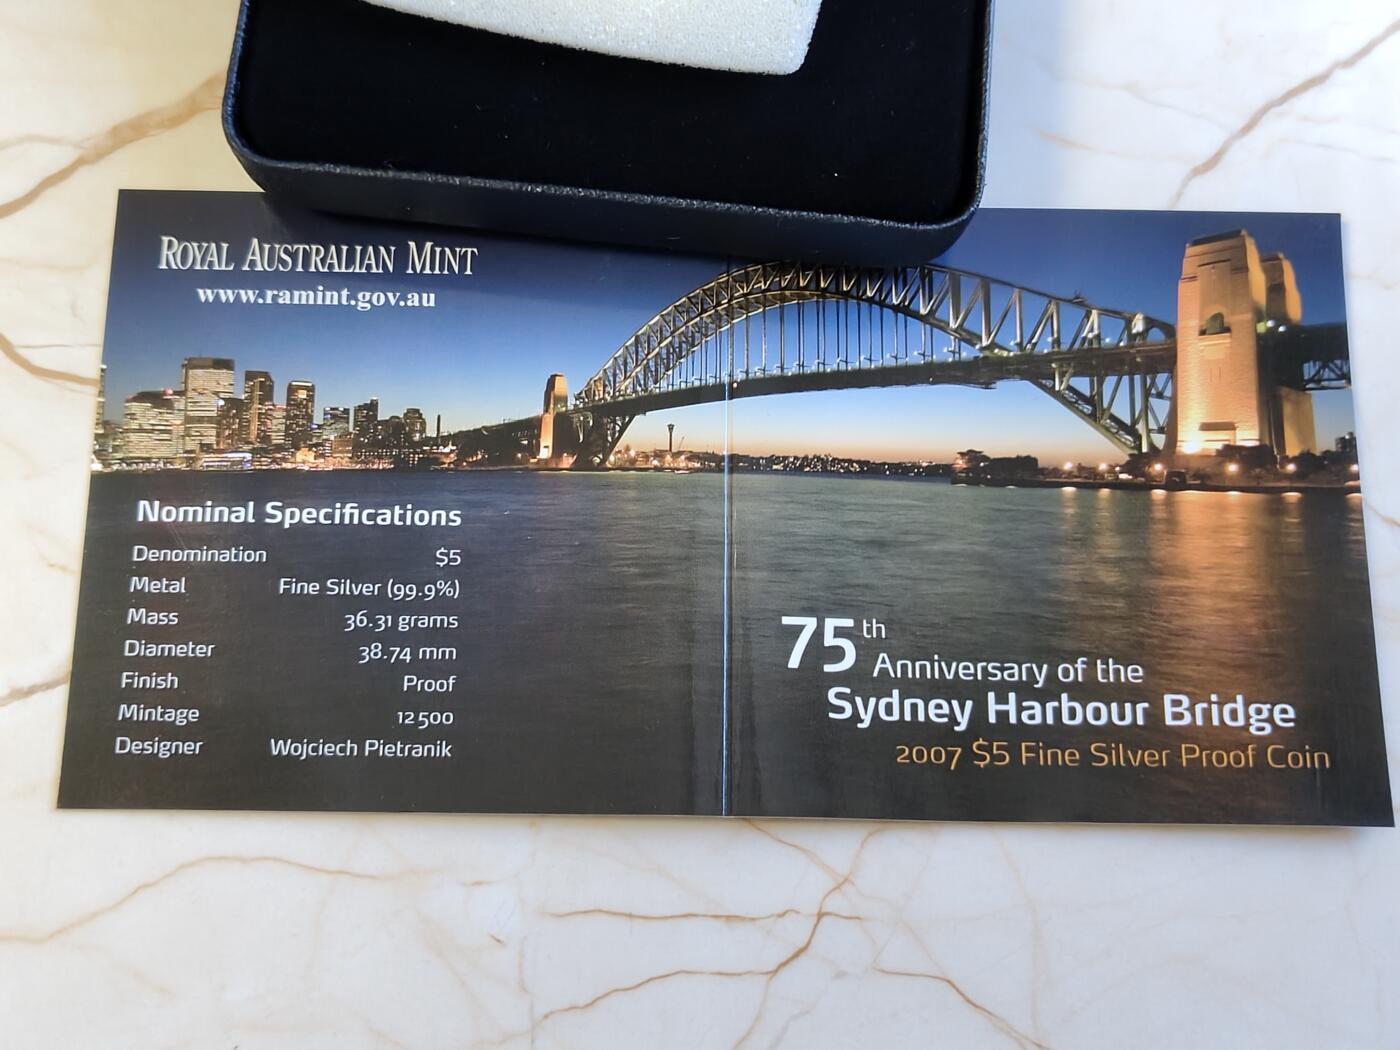 ROYAL AUSTRALIAN MINT
www.ramint.gov.au
Nominal Specifications
Denomination $5
Metal Fine Silver (99.9%)
Mass 36.31 grams
Diameter 38.74 mm
Finish Proof
Mintage 12 500
Designer Wojciech Pietranik
75th
Anniversary of the
Sydney Harbour Bridge
2007 $5 Fine Silver Proof Coin